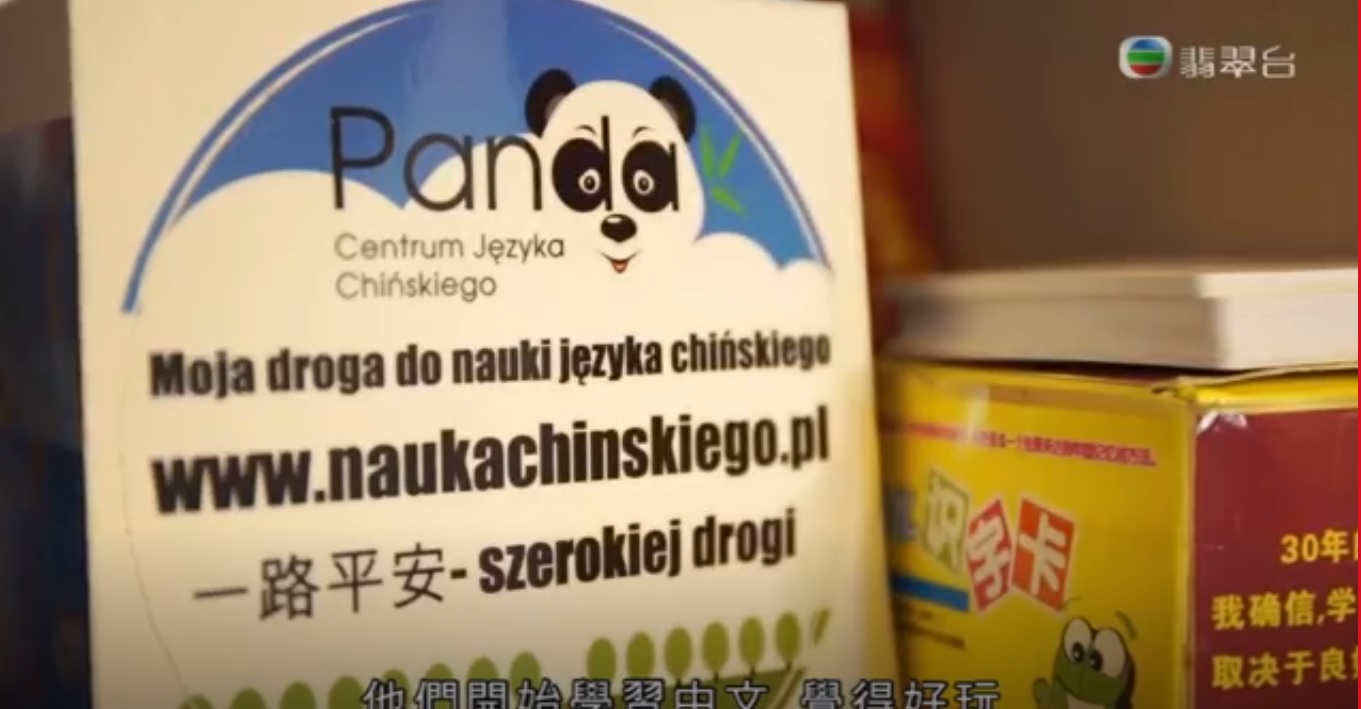 翡翠台
Panda
Centrum Języka
Chińskiego
Moja droga do nauki języka chińskiego
www.naukachinskiego.pl
一路平安- szerokiej drogi
识字卡
30年
我确信,学
取决于良
他們開始學習中文 覺得好玩